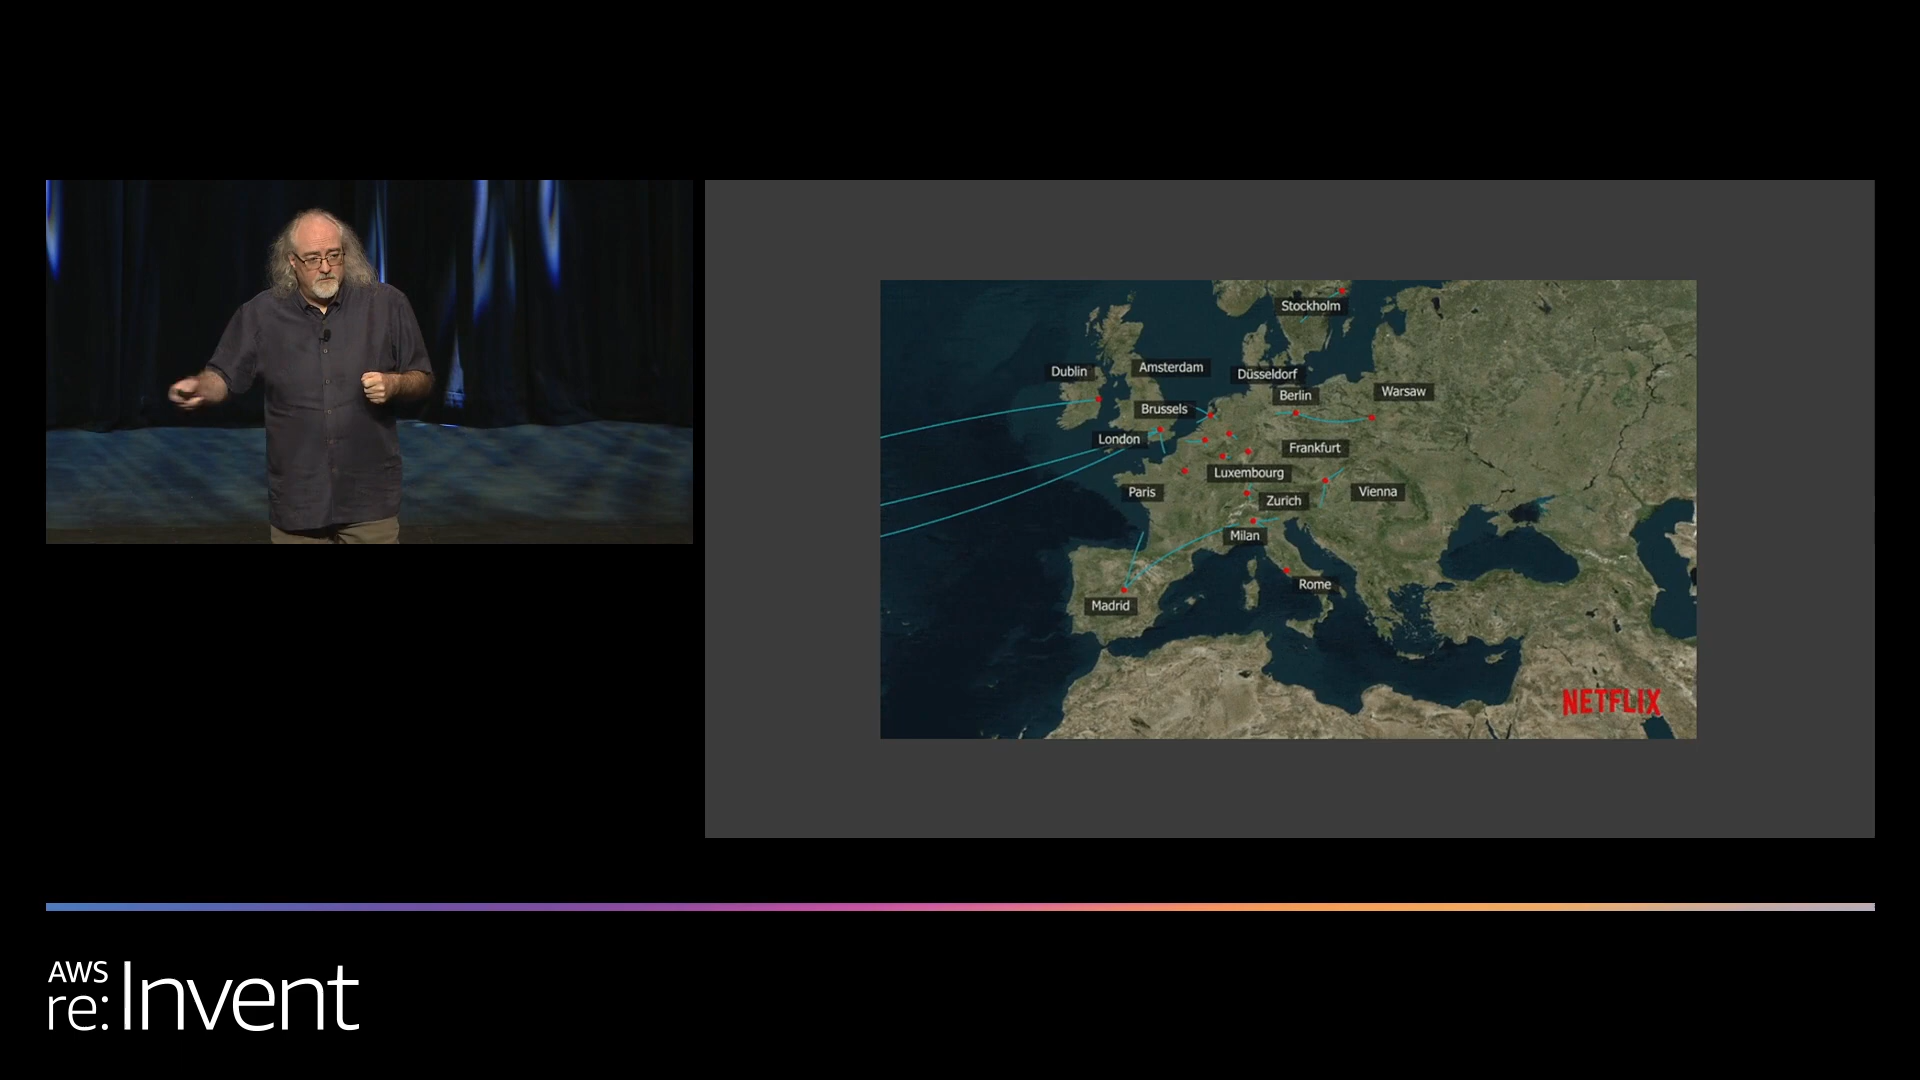 Stockholm
Dublin
Amsterdam
Düsseldorf
Berlin
Warsaw
Brussels
London
Frankfurt
Luxembourg
Paris
Zurich
Vienna
Milan
Rome
Madrid
NETFLIX
AWS
re:Invent